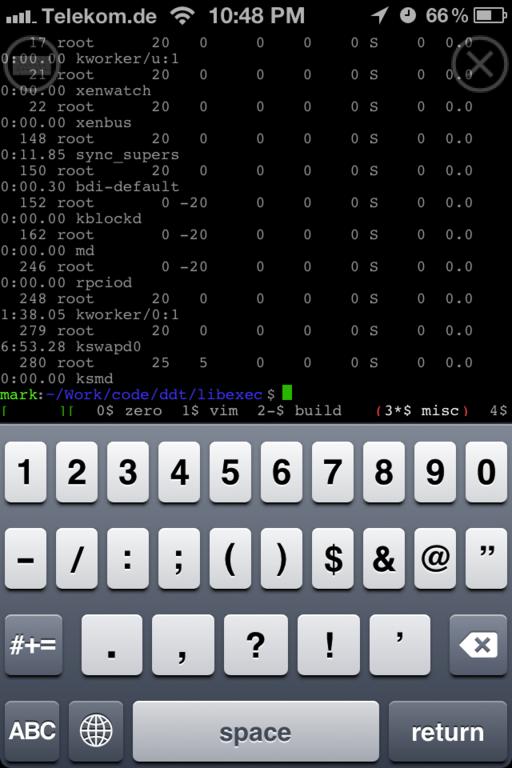 Telekom.de 10:48 PM 66%
17 root 20 0 0 0 0 S 0 0.0
0:00.00 kworker/u:1
21 root 20 0 0 0 0 S 0 0.0
0:00.00 xenwatch
22 root 20 0 0 0 0 S 0 0.0
0:00.00 xenbus
148 root 20 0 0 0 0 S 0 0.0
0:11.85 sync_supers
150 root 20 0 0 0 0 S 0 0.0
0:00.30 bdi-default
152 root 0 -20 0 0 0 S 0 0.0
0:00.00 kblockd
162 root 0 -20 0 0 0 S 0 0.0
0:00.00 md
246 root 0 -20 0 0 0 S 0 0.0
0:00.00 rpciod
248 root 20 0 0 0 0 S 0 0.0
1:38.05 kworker/0:1
279 root 20 0 0 0 0 S 0 0.0
6:53.28 kswapd0
280 root 25 5 0 0 0 S 0 0.0
0:00.00 ksmd
mark:~/Work/code/ddt/libexec $
[ ][ 0$ zero 1$ vim 2-$ build (3*$ misc) 4$
1 2 3 4 5 6 7 8 9 0
- / : ; ( ) $ & @ ”
#+= . , ? ! ’
ABC space return